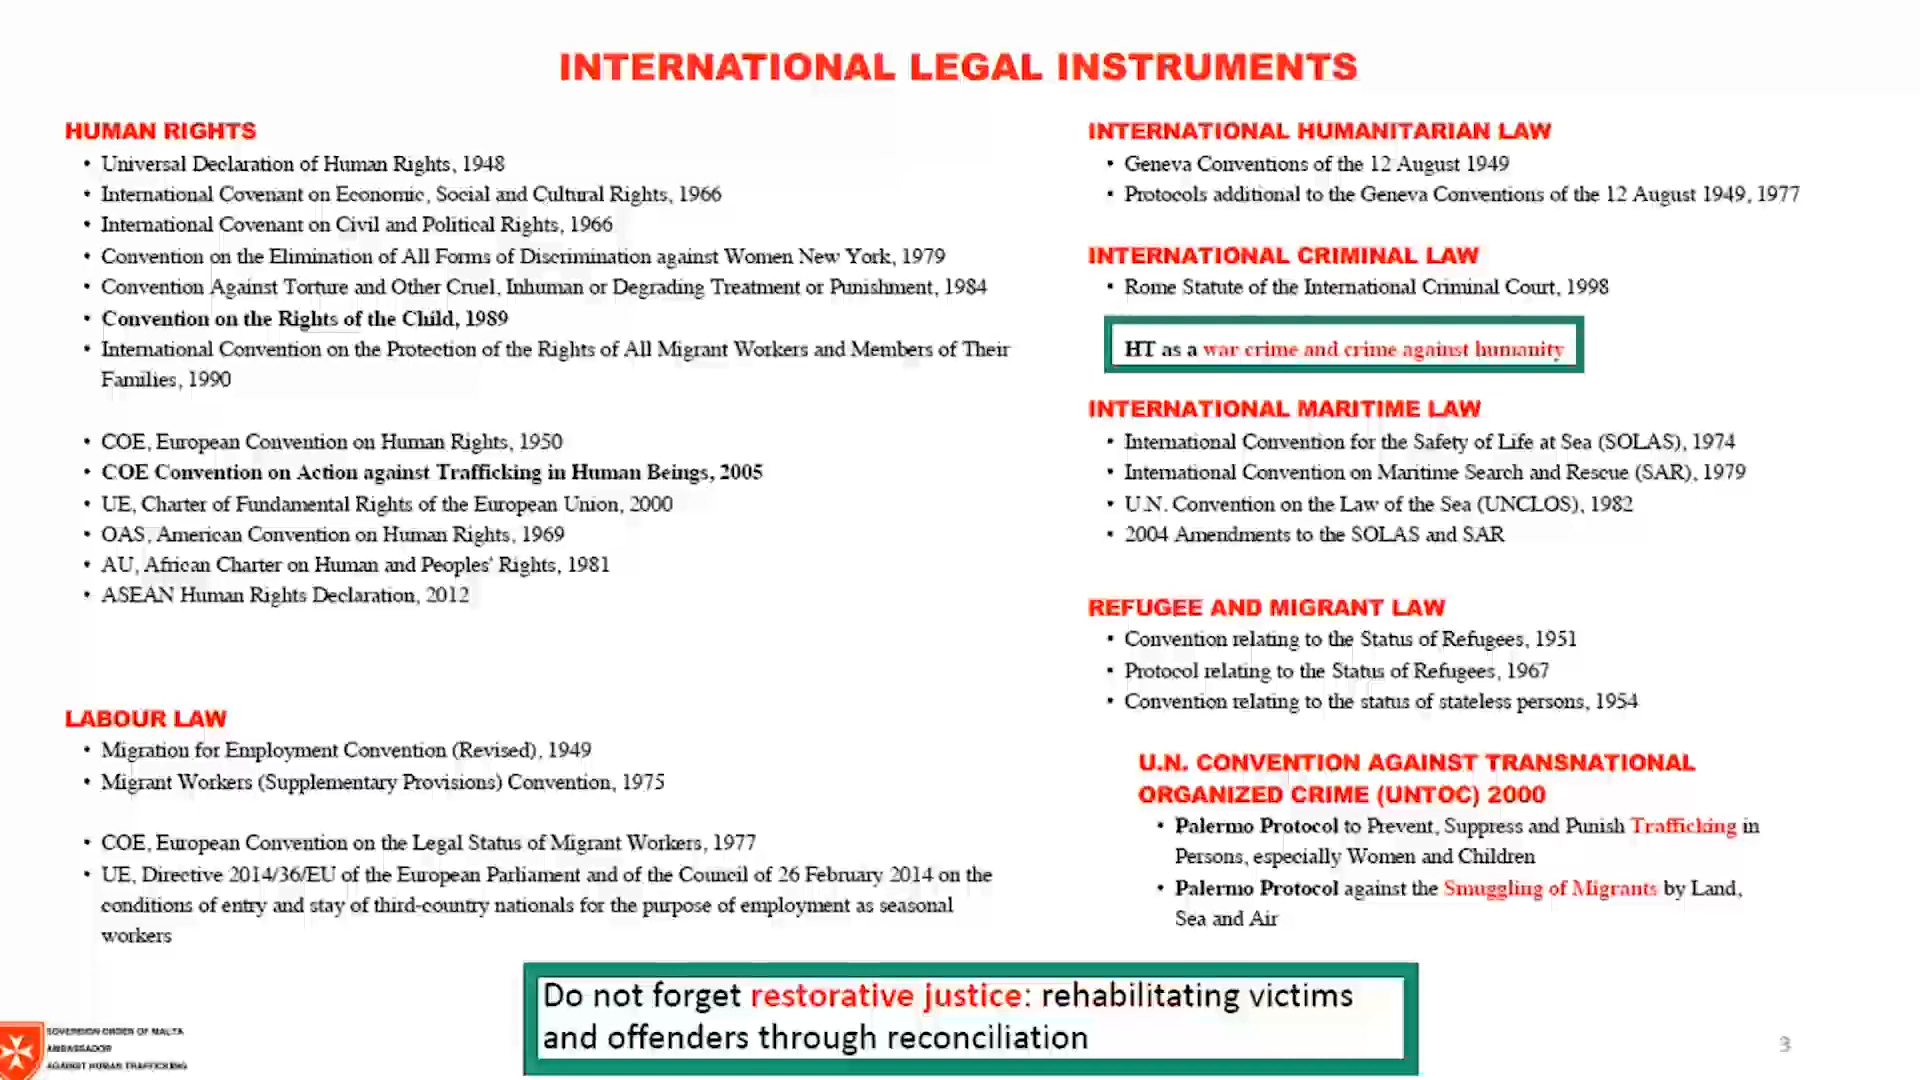 INTERNATIONAL LEGAL INSTRUMENTS
HUMAN RIGHTS
• Universal Declaration of Human Rights, 1948
• International Covenant on Economic, Social and Cultural Rights, 1966
• International Covenant on Civil and Political Rights, 1966
• Convention on the Elimination of All Forms of Discrimination against Women New York, 1979
• Convention Against Torture and Other Cruel, Inhuman or Degrading Treatment or Punishment, 1984
• Convention on the Rights of the Child, 1989
• International Convention on the Protection of the Rights of All Migrant Workers and Members of Their
Families, 1990
• COE, European Convention on Human Rights, 1950
• COE Convention on Action against Trafficking in Human Beings, 2005
• UE, Charter of Fundamental Rights of the European Union, 2000
• OAS, American Convention on Human Rights, 1969
• AU, African Charter on Human and Peoples' Rights, 1981
• ASEAN Human Rights Declaration, 2012
LABOUR LAW
• Migration for Employment Convention (Revised), 1949
• Migrant Workers (Supplementary Provisions) Convention, 1975
• COE, European Convention on the Legal Status of Migrant Workers, 1977
• UE, Directive 2014/36/EU of the European Parliament and of the Council of 26 February 2014 on the
conditions of entry and stay of third-country nationals for the purpose of employment as seasonal
workers
INTERNATIONAL HUMANITARIAN LAW
• Geneva Conventions of the 12 August 1949
• Protocols additional to the Geneva Conventions of the 12 August 1949, 1977
INTERNATIONAL CRIMINAL LAW
• Rome Statute of the International Criminal Court, 1998
HT as a war crime and crime against humanity
INTERNATIONAL MARITIME LAW
• International Convention for the Safety of Life at Sea (SOLAS), 1974
• International Convention on Maritime Search and Rescue (SAR), 1979
• U.N. Convention on the Law of the Sea (UNCLOS), 1982
• 2004 Amendments to the SOLAS and SAR
REFUGEE AND MIGRANT LAW
• Convention relating to the Status of Refugees, 1951
• Protocol relating to the Status of Refugees, 1967
• Convention relating to the status of stateless persons, 1954
U.N. CONVENTION AGAINST TRANSNATIONAL
ORGANIZED CRIME (UNTOC) 2000
• Palermo Protocol to Prevent, Suppress and Punish Trafficking in
Persons, especially Women and Children
• Palermo Protocol against the Smuggling of Migrants by Land,
Sea and Air
Do not forget restorative justice: rehabilitating victims
and offenders through reconciliation
SOVEREIGN ORDER OF MALTA
AMBASSADOR
AGAINST HUMAN TRAFFICKING
3